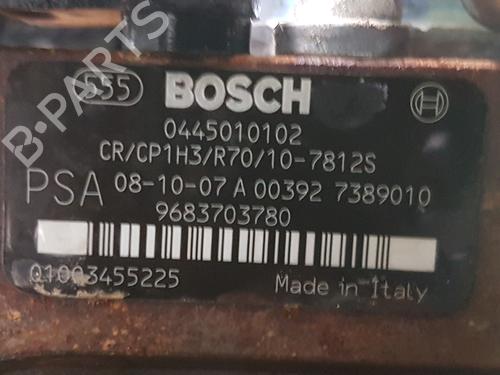 555 BOSCH
0445010102
CR/CP1H3/R70/10-7812S
PSA 08-10-07 A 00392 7389010
9683703780
Q1003455225 Made in Italy
B-PARTS